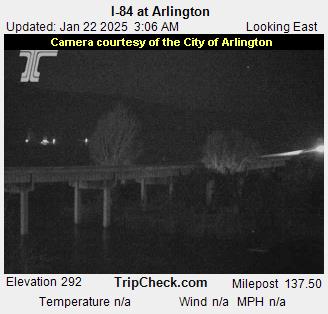 I-84 at Arlington
Updated: Jan 22 2025 3:06 AM Looking East
Camera courtesy of the City of Arlington
Elevation 292 TripCheck.com Milepost 137.50
Temperature n/a Wind n/a MPH n/a